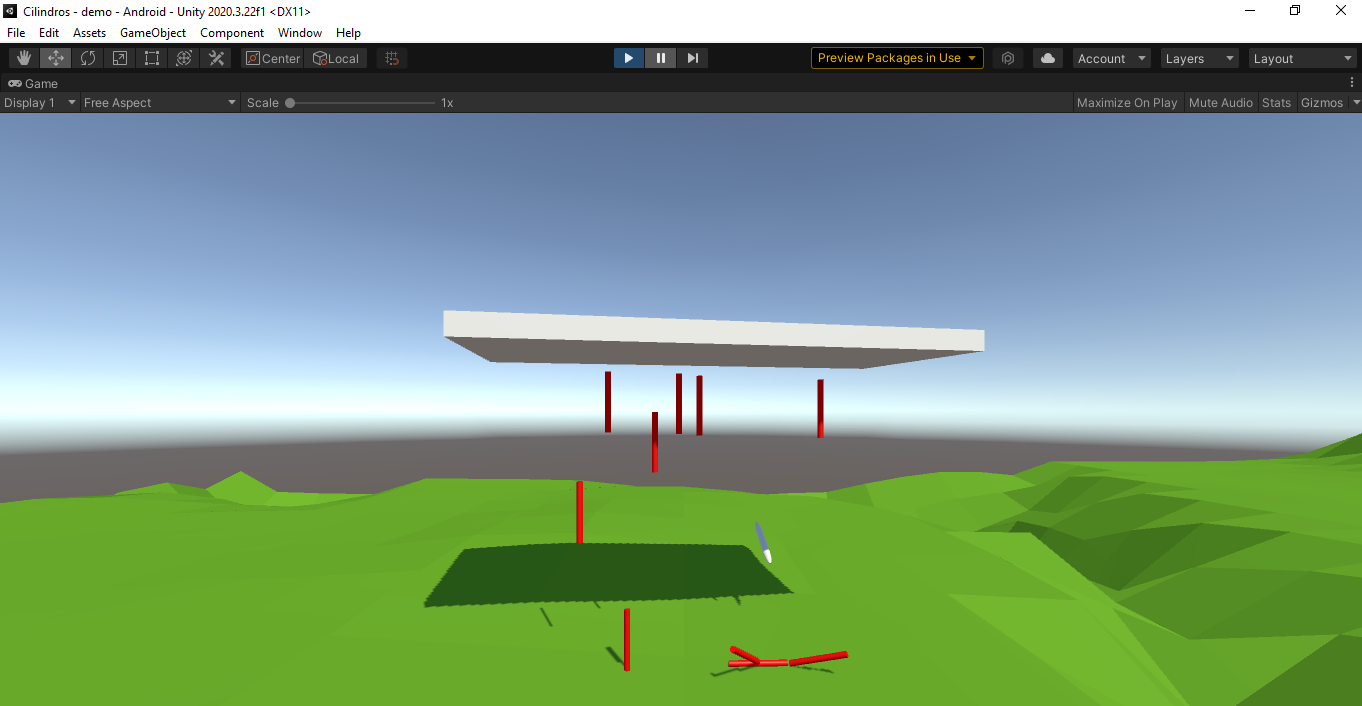 Cilindros - demo - Android - Unity 2020.3.22f1 <DX11>
File Edit Assets GameObject Component Window Help
Center Local Preview Packages in Use Account Layers Layout
Game
Display 1 Free Aspect Scale 1x Maximize On Play Mute Audio Stats Gizmos